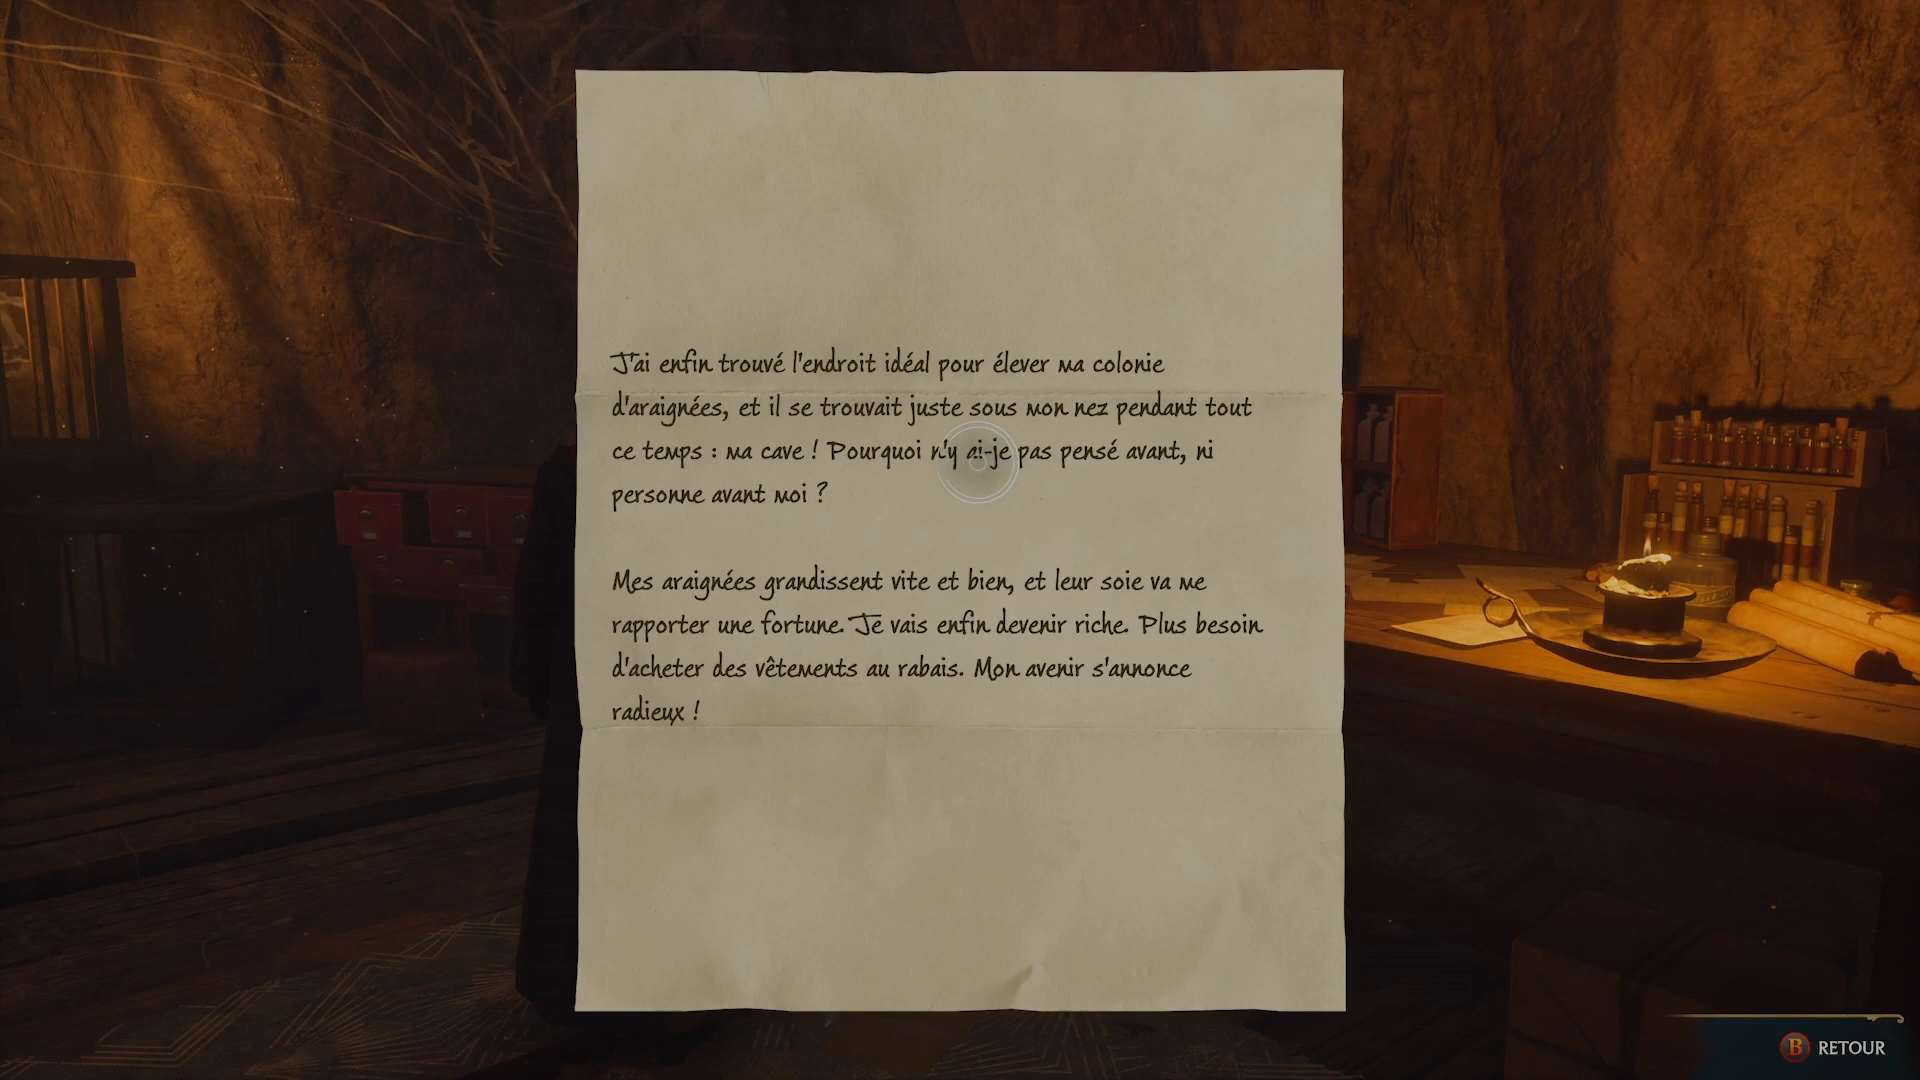 J'ai enfin trouvé l'endroit idéal pour élever ma colonie
d'araignées, et il se trouvait juste sous mon nez pendant tout
ce temps : ma cave ! Pourquoi n'y ai-je pas pensé avant, ni
personne avant moi ?
Mes araignées grandissent vite et bien, et leur soie va me
rapporter une fortune. Je vais enfin devenir riche. Plus besoin
d'acheter des vêtements au rabais. Mon avenir s'annonce
radieux !
B RETOUR